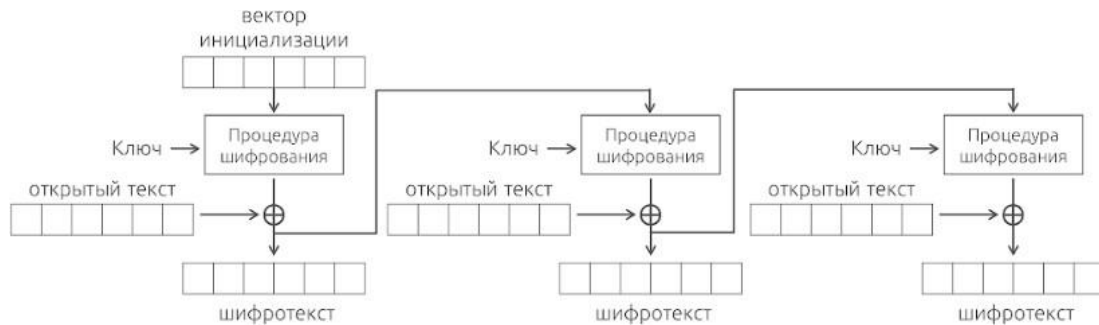 вектор
инициализации
Ключ
Процедура
шифрования
открытый текст
шифротекст
Ключ
Процедура
шифрования
открытый текст
шифротекст
Ключ
Процедура
шифрования
открытый текст
шифротекст